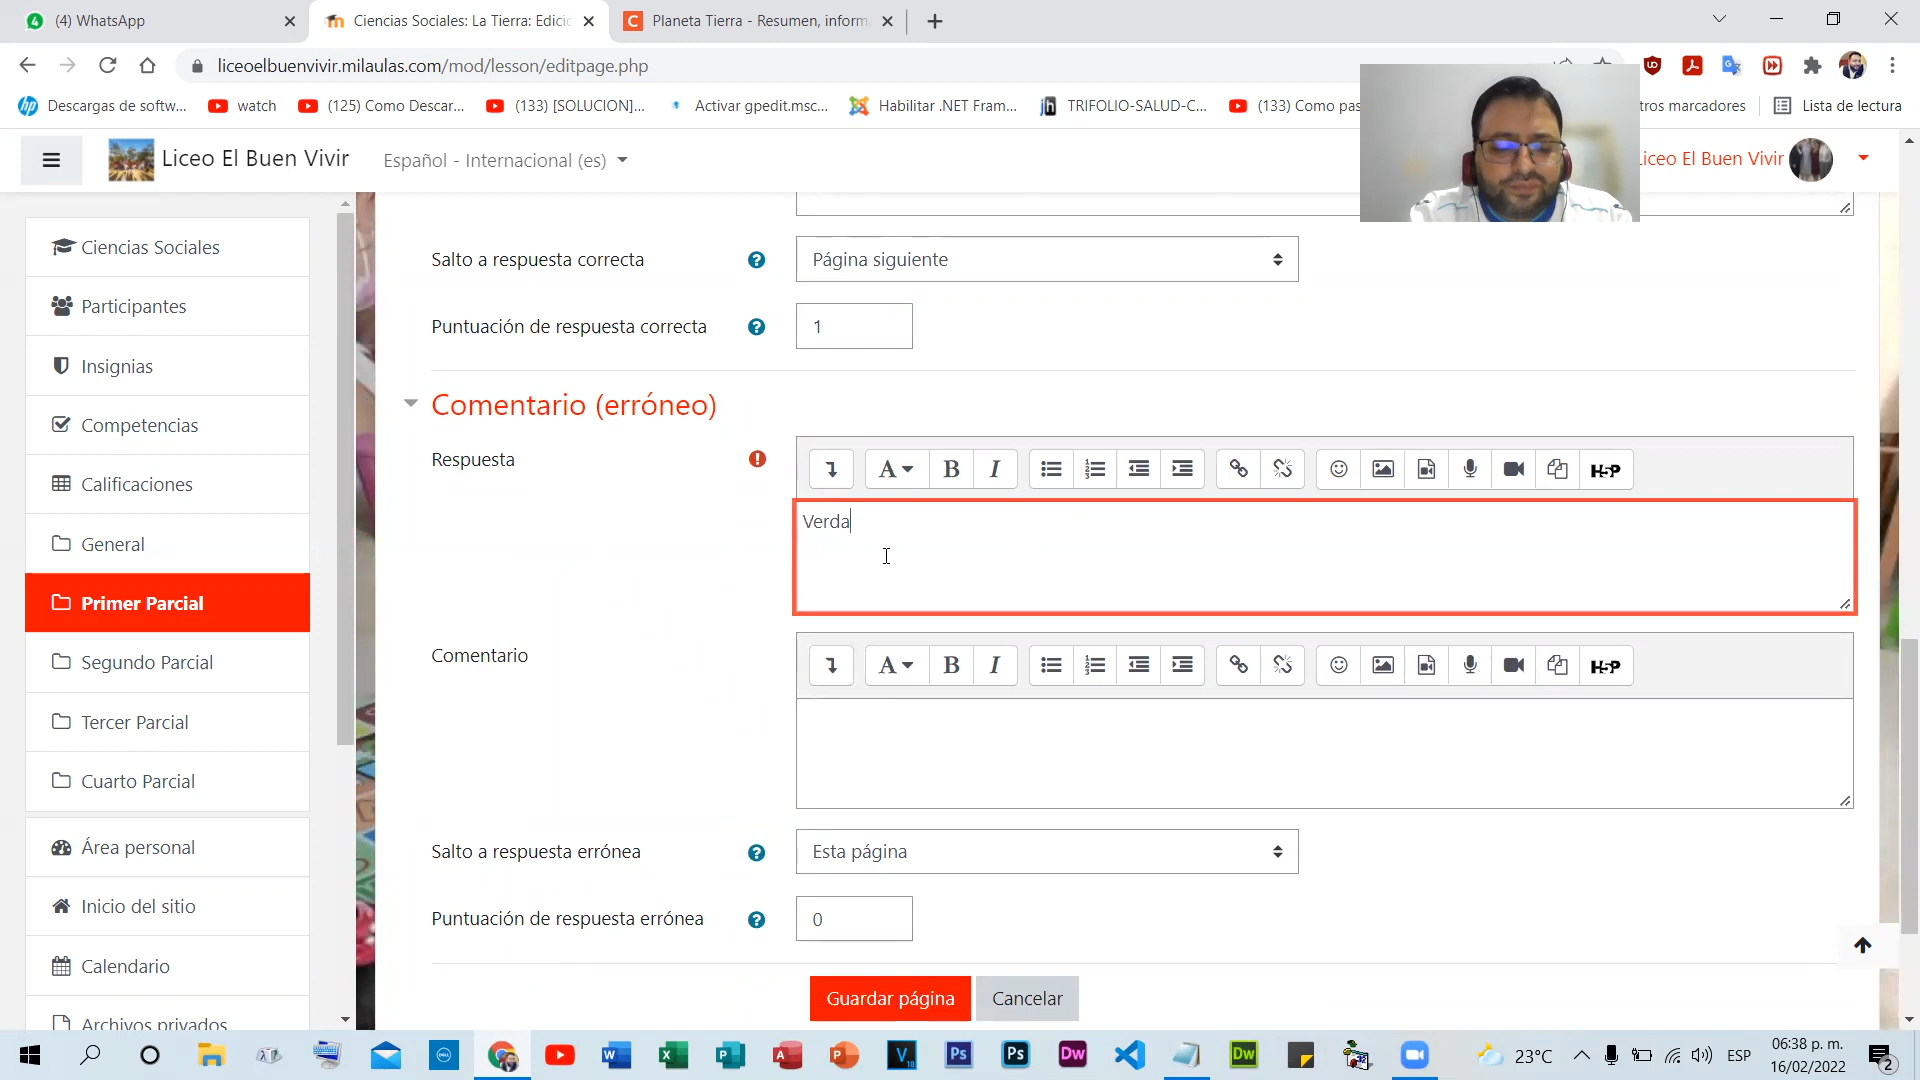 (4) WhatsApp
Ciencias Sociales: La Tierra: Edici
Planeta Tierra - Resumen, inform
liceoelbuenvivir.milaulas.com/mod/lesson/editpage.php
Descargas de softw...
watch
(125) Como Descar...
(133) [SOLUCION]...
Activar gpedit.msc...
Habilitar .NET Fram...
TRIFOLIO-SALUD-C...
(133) Como pas
tros marcadores
Lista de lectura
Liceo El Buen Vivir
Español - Internacional (es)
Liceo El Buen Vivir
Ciencias Sociales
Participantes
Insignias
Competencias
Calificaciones
General
Primer Parcial
Segundo Parcial
Tercer Parcial
Cuarto Parcial
Área personal
Inicio del sitio
Calendario
Archivos privados
Salto a respuesta correcta
Página siguiente
Puntuación de respuesta correcta
1
Comentario (erróneo)
Respuesta
H5P
Verda
Comentario
H5P
Salto a respuesta errónea
Esta página
Puntuación de respuesta errónea
0
Guardar página
Cancelar
23°C
ESP
06:38 p. m.
16/02/2022
2